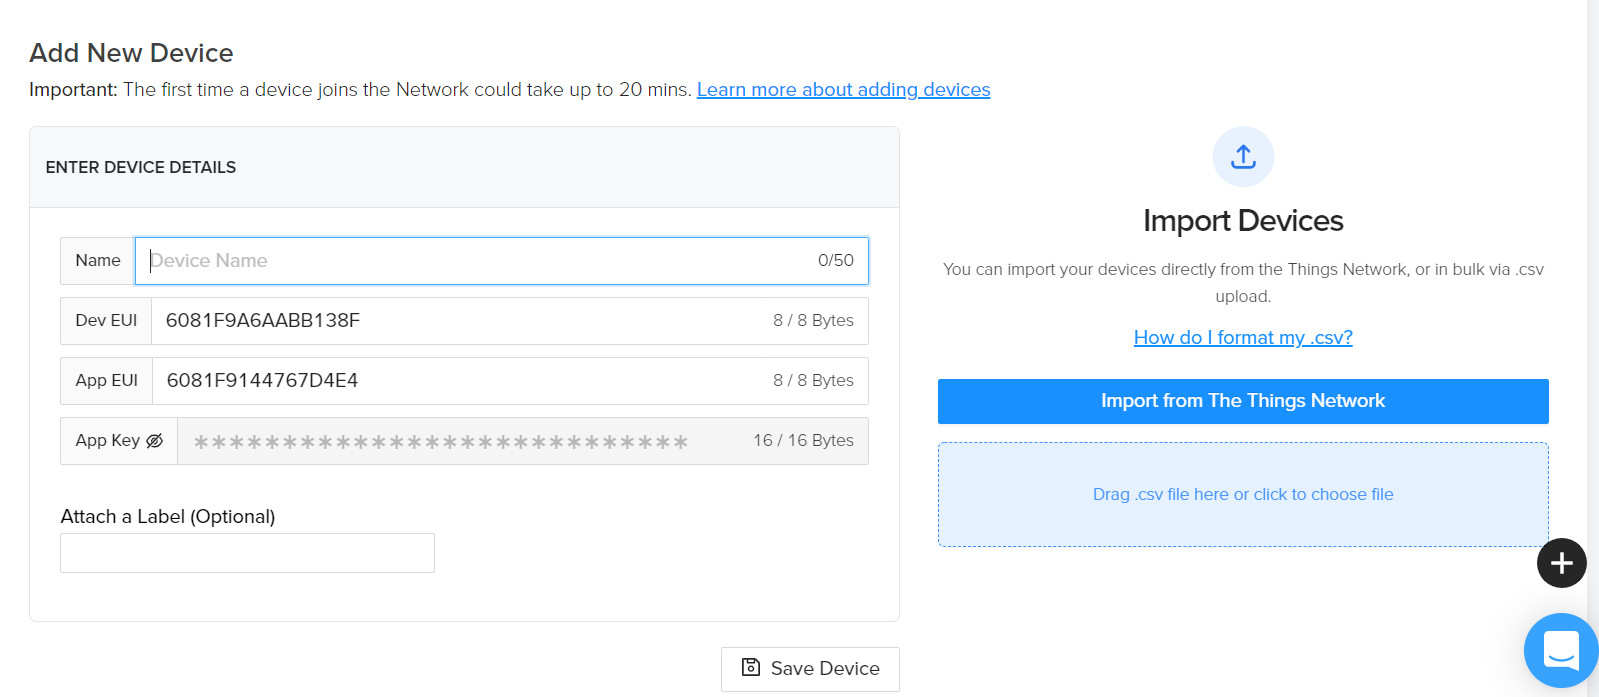 Add New Device
Important: The first time a device joins the Network could take up to 20 mins. Learn more about adding devices
ENTER DEVICE DETAILS
Name Device Name 0/50
Dev EUI 6081F9A6AABB138F 8 / 8 Bytes
App EUI 6081F9144767D4E4 8 / 8 Bytes
App Key **************************** 16 / 16 Bytes
Attach a Label (Optional)
Save Device
Import Devices
You can import your devices directly from the Things Network, or in bulk via .csv
upload.
How do I format my .csv?
Import from The Things Network
Drag .csv file here or click to choose file